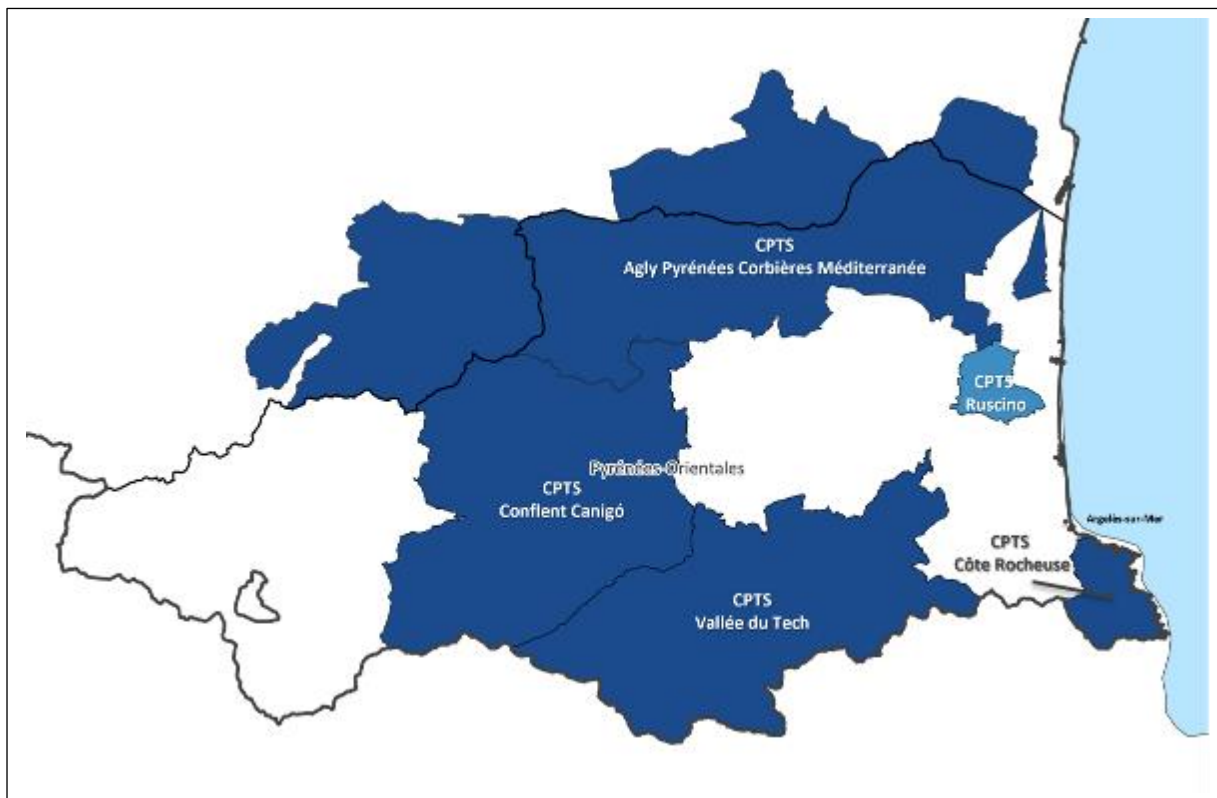 CPTS
Agly Pyrénées Corbières Méditerranée
CPTS
Ruscino
Pyrénées-Orientales
CPTS
Conflent Canigó
Argelès-sur-Mer
CPTS
Côte Rocheuse
CPTS
Vallée du Tech